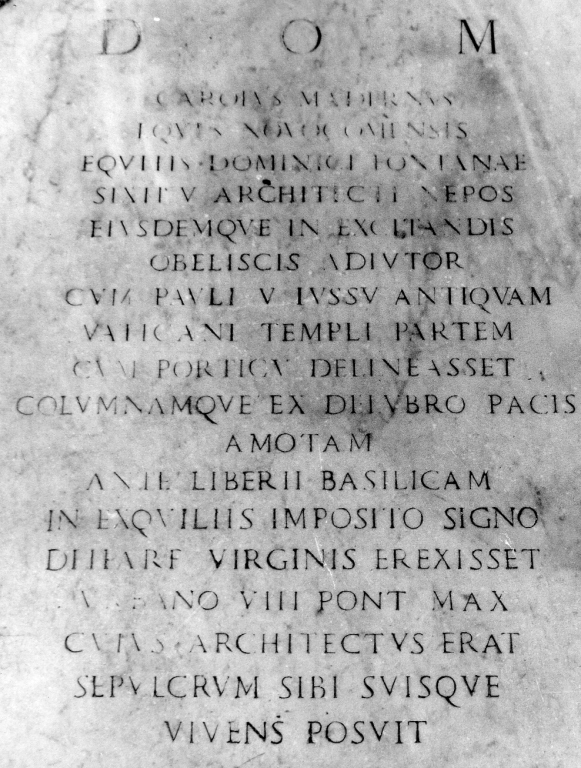 D O M
CAROLVS MADERNVS
EQVES NOVOCOMENSIS
EQVITIS DOMINICI FONTANAE
SIXTI V ARCHITECTI NEPOS
EIVSDEMQVE IN EXCITANDIS
OBELISCIS ADIVTOR
CVM PAVLI V IVSSV ANTIQVAM
VATICANI TEMPLI PARTEM
CVM PORTICV DELINEASSET
COLVMNAMQVE EX DELVBRO PACIS
AMOTAM
ANTE LIBERII BASILICAM
IN EXQVILIIS IMPOSITO SIGNO
DEIPARE VIRGINIS EREXISSET
VRBANO VIII PONT MAX
CVIVS ARCHITECTVS ERAT
SEPVLCRVM SIBI SVISQVE
VIVENS POSVIT